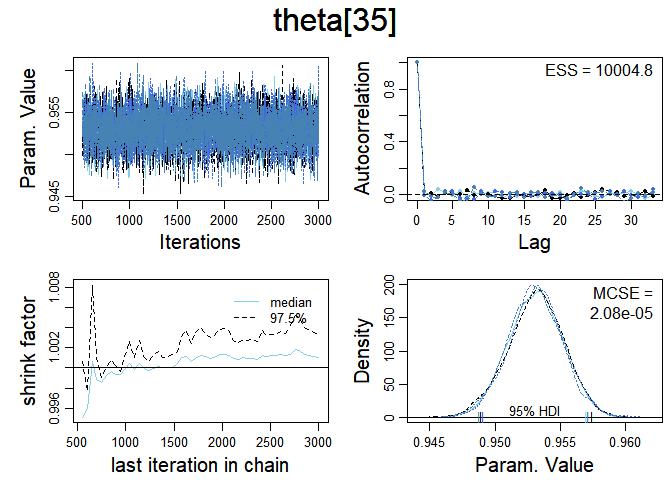 theta[35]
Param. Value
0.955
0.945
500
1000
1500
2000
2500
3000
Iterations
Autocorrelation
0.8
0.4
0.0
ESS = 10004.8
0
5
10
15
20
25
30
Lag
shrink factor
1.008
1.002
0.996
median
97.5%
500
1000
1500
2000
2500
3000
last iteration in chain
Density
200
150
100
50
0
MCSE =
2.08e-05
95% HDI
0.945
0.950
0.955
0.960
Param. Value